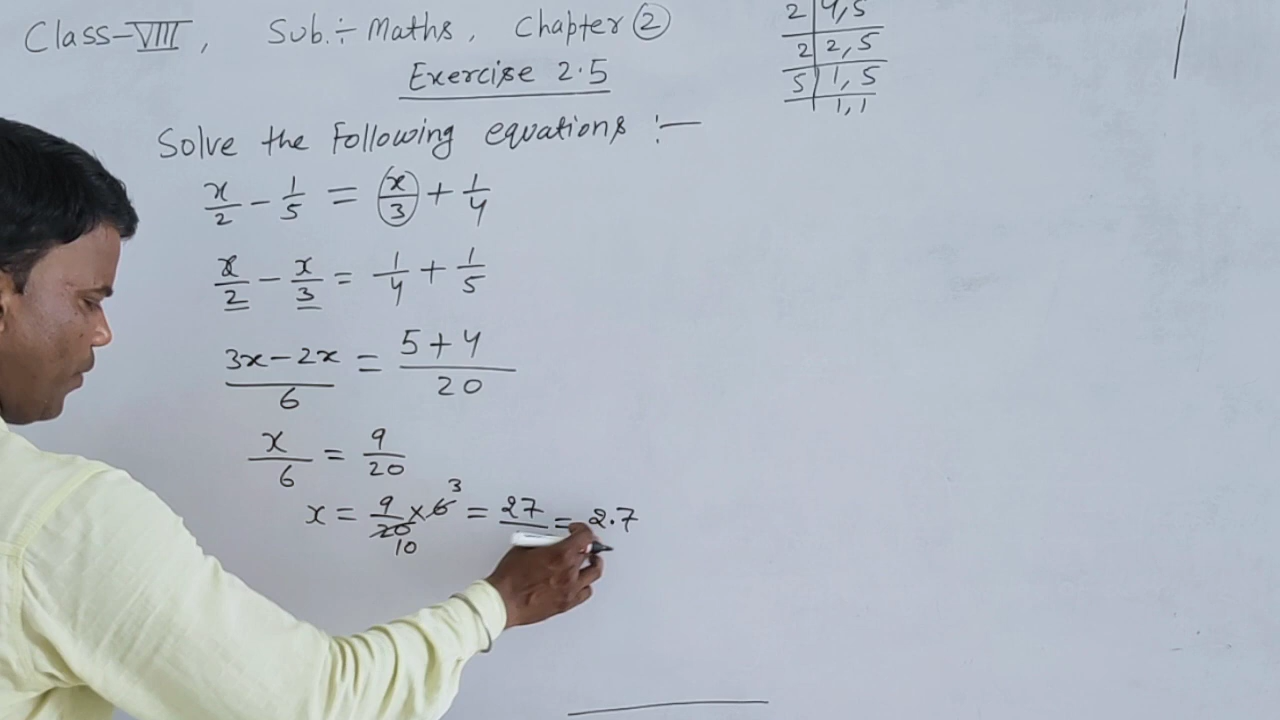 Class-VIII, Sub.÷ Maths, Chapter ②
Exercise 2.5
Solve the Following equations :—
x/2 - 1/5 = x/3 + 1/4
x/2 - x/3 = 1/4 + 1/5
3x-2x/6 = 5+4/20
x/6 = 9/20
x = 9/20 × 6 3 = 27 = 2.7
10
2 | 4,5
2 | 2,5
5 | 1,5
1,1